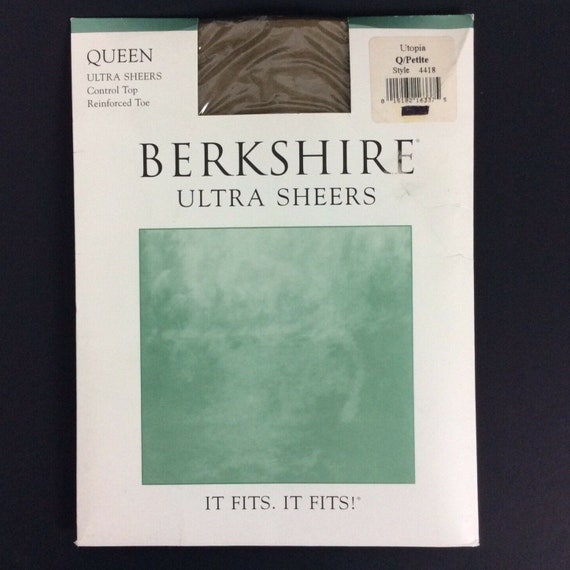 QUEEN
ULTRA SHEERS
Control Top
Reinforced Toe
Utopia
Q/Petite
Style 4418
BERKSHIRE®
ULTRA SHEERS
IT FITS. IT FITS!®